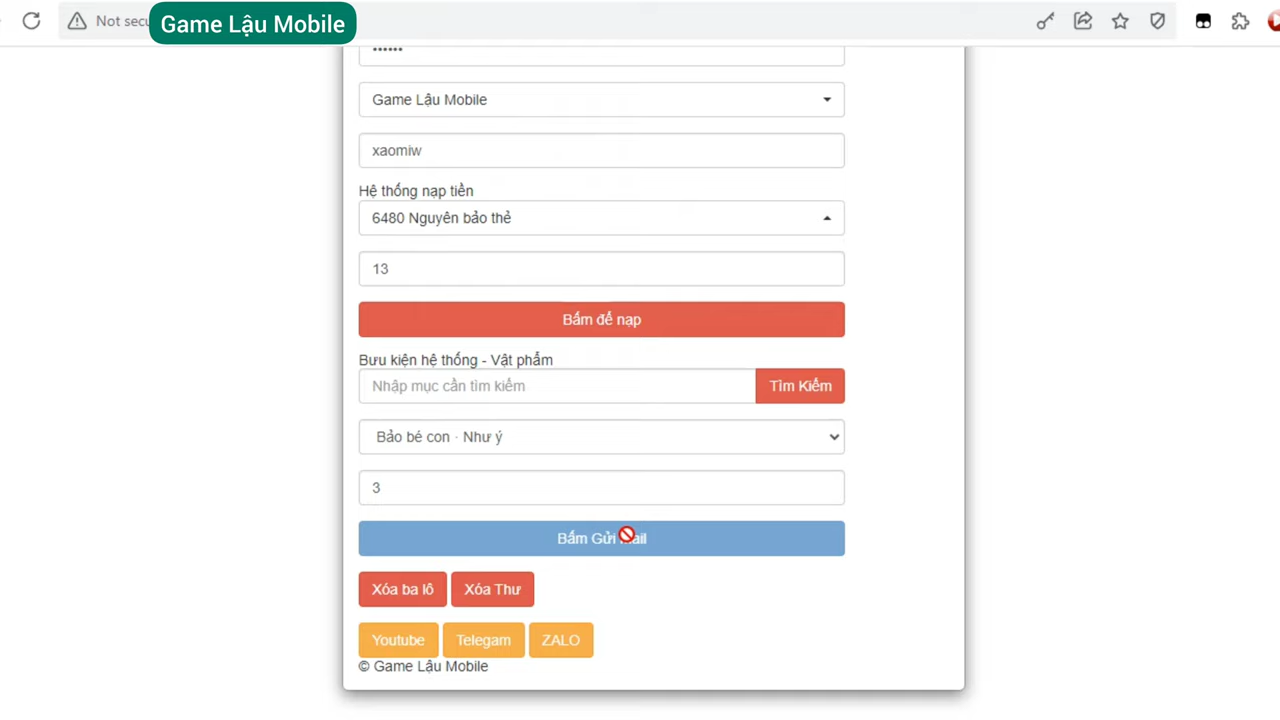 Not secu
Game Lậu Mobile
••••••
Game Lậu Mobile
xaomiw
Hệ thống nạp tiền
6480 Nguyên bảo thẻ
13
Bấm để nạp
Bưu kiện hệ thống - Vật phẩm
Nhập mục cần tìm kiếm
Tìm Kiếm
Bảo bé con · Như ý
3
Bấm Gửi Mail
Xóa ba lô
Xóa Thư
Youtube
Telegam
ZALO
© Game Lậu Mobile